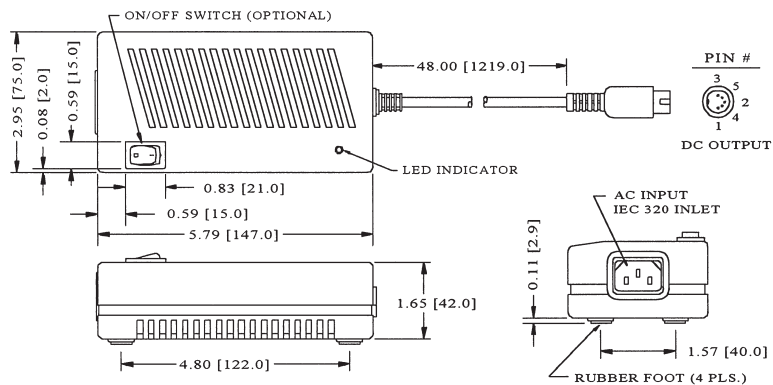 ON/OFF SWITCH (OPTIONAL)
48.00 [1219.0]
PIN #
3
5
2
4
1
DC OUTPUT
2.95 [75.0]
0.08 [2.0]
0.59 [15.0]
LED INDICATOR
0.83 [21.0]
0.59 [15.0]
5.79 [147.0]
AC INPUT
IEC 320 INLET
0.11 [2.9]
1.65 [42.0]
4.80 [122.0]
1.57 [40.0]
RUBBER FOOT (4 PLS.)